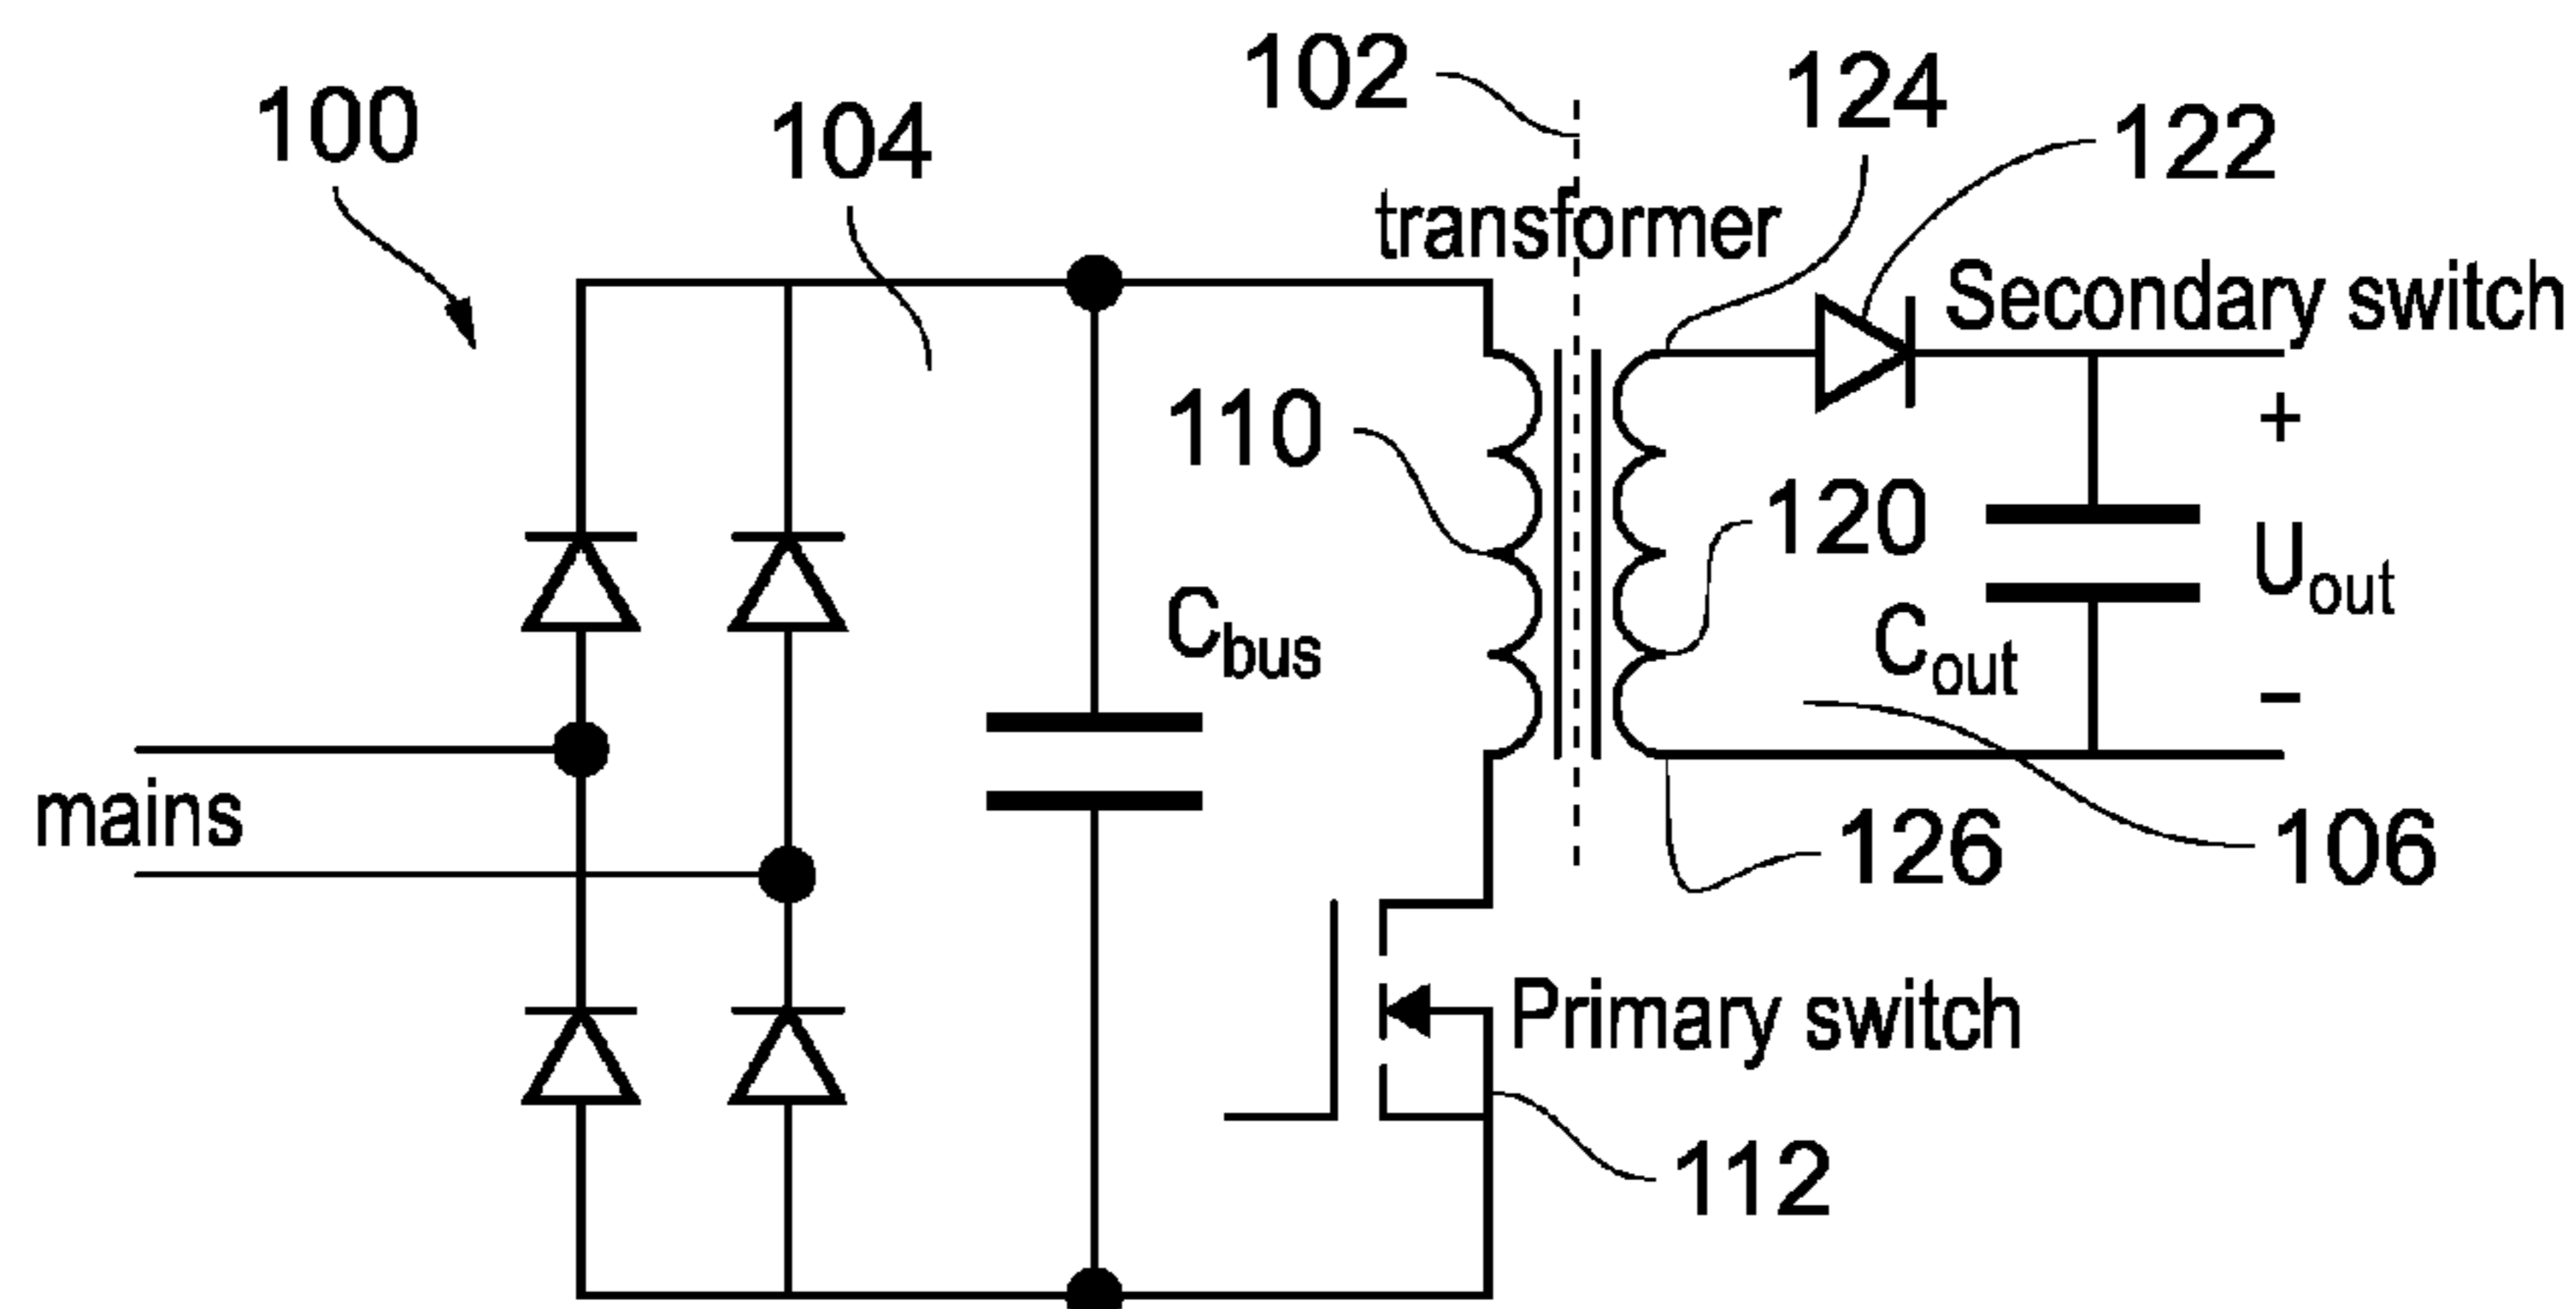 102
124
100
104
122
transformer
Secondary switch
110
+
120
Uout
Cbus
Cout
−
mains
126
106
Primary switch
112